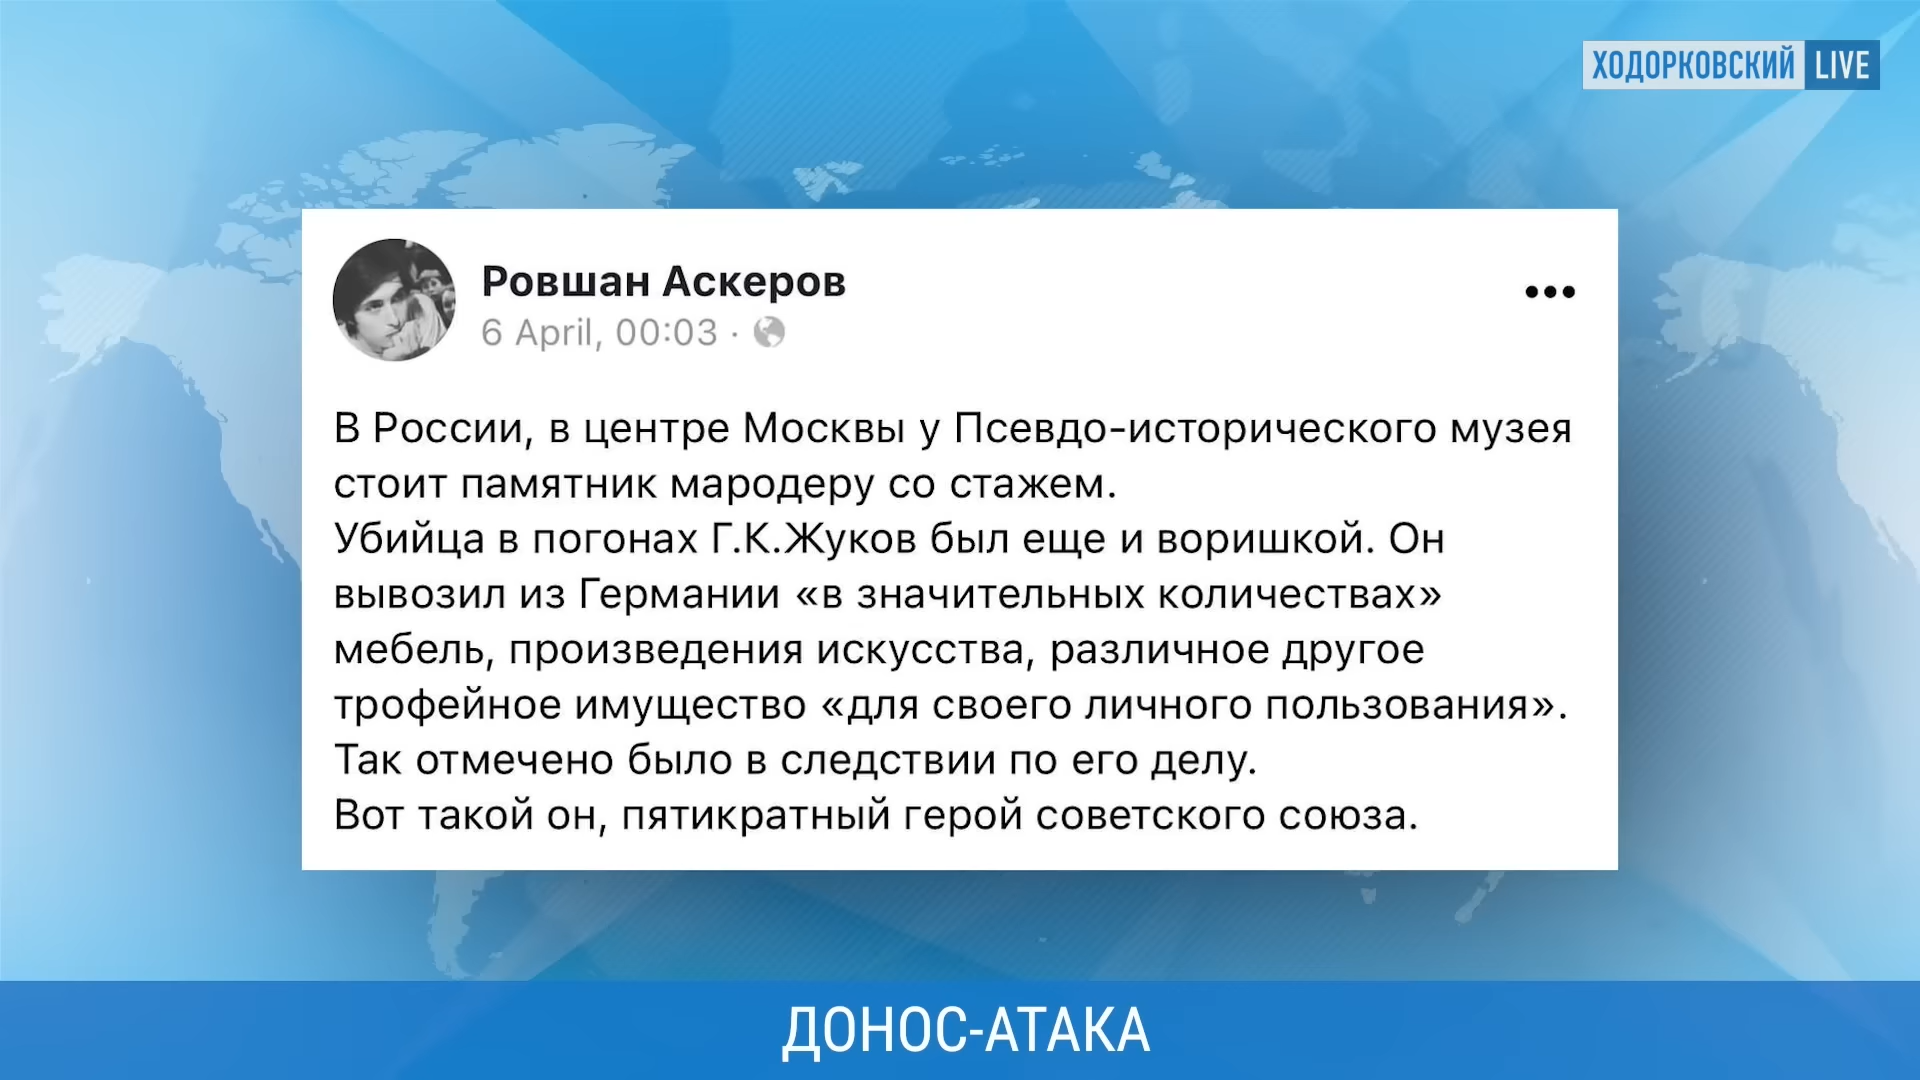 ХОДОРКОВСКИЙ LIVE
Ровшан Аскеров
6 April, 00:03 ·
В России, в центре Москвы у Псевдо-исторического музея
стоит памятник мародеру со стажем.
Убийца в погонах Г.К.Жуков был еще и воришкой. Он
вывозил из Германии «в значительных количествах»
мебель, произведения искусства, различное другое
трофейное имущество «для своего личного пользования».
Так отмечено было в следствии по его делу.
Вот такой он, пятикратный герой советского союза.
ДОНОС-АТАКА